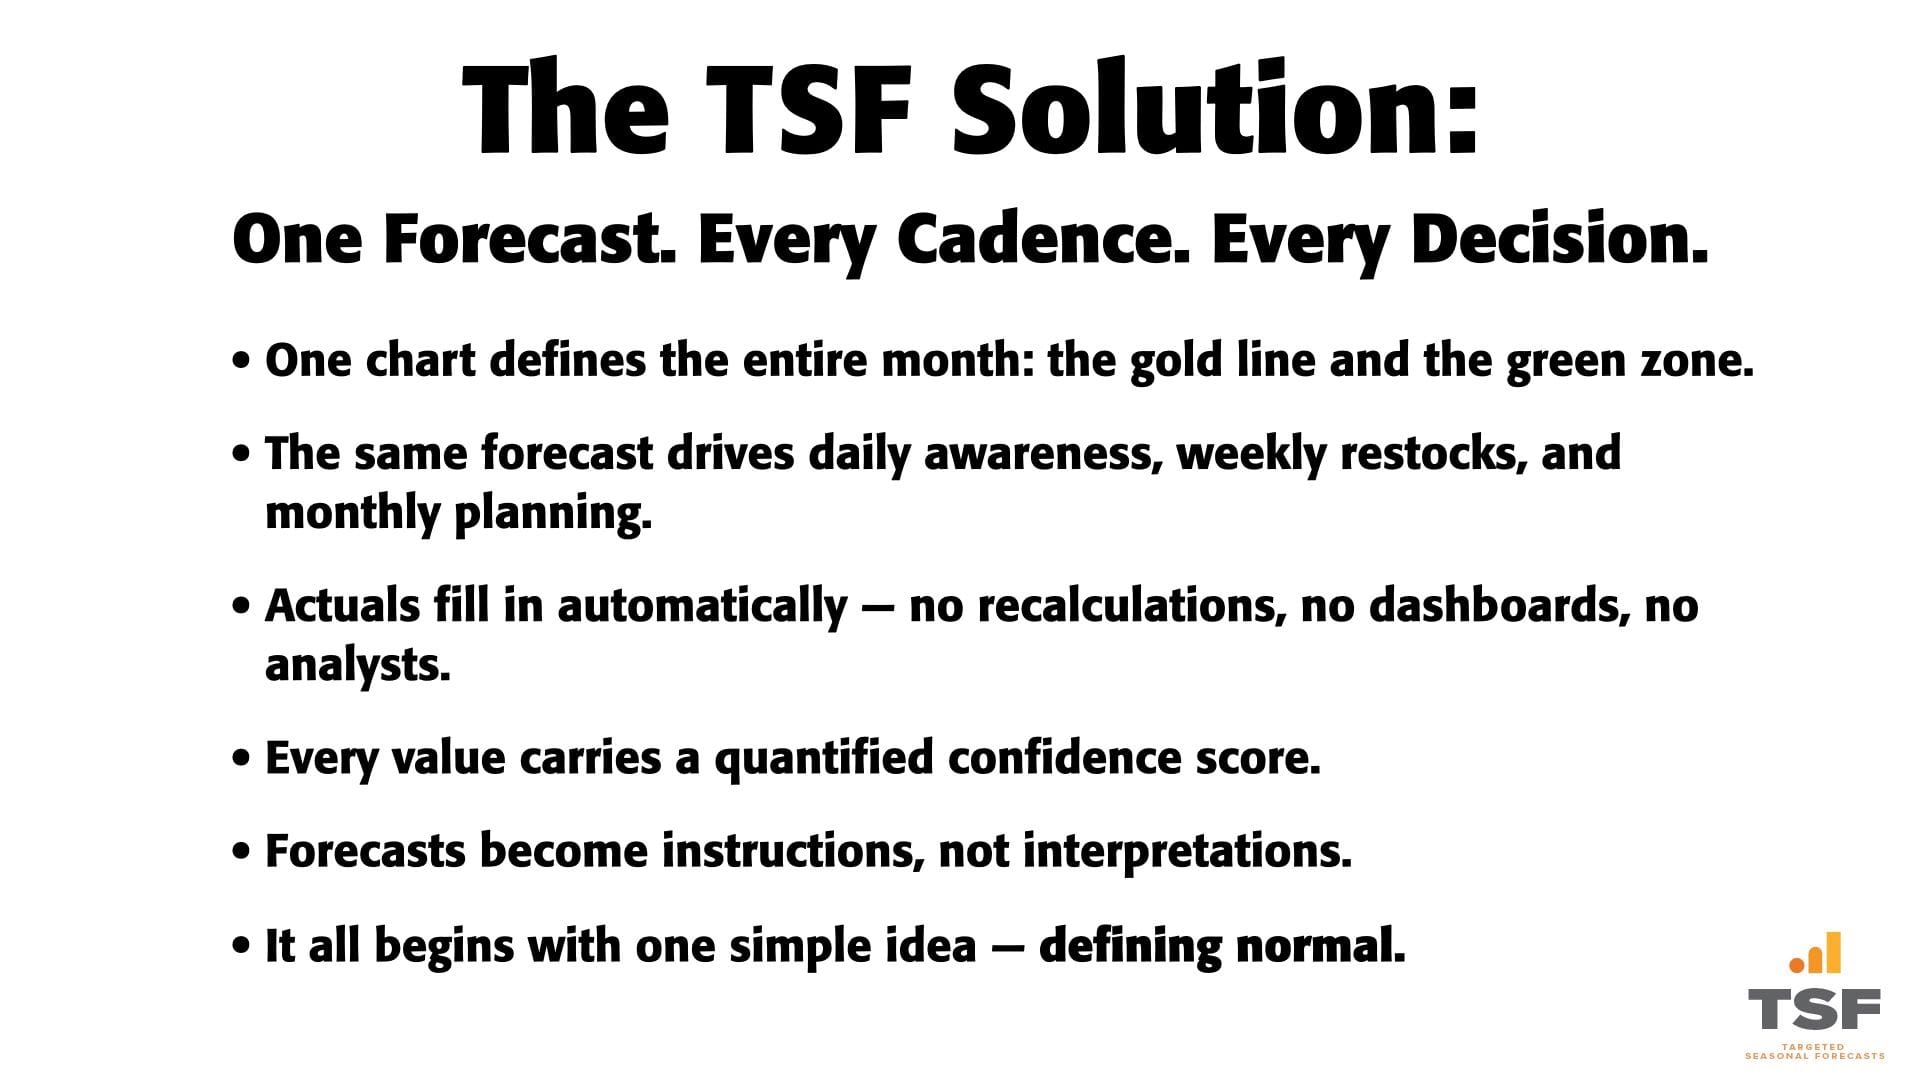 The TSF Solution:
One Forecast. Every Cadence. Every Decision.
• One chart defines the entire month: the gold line and the green zone.
• The same forecast drives daily awareness, weekly restocks, and
monthly planning.
• Actuals fill in automatically — no recalculations, no dashboards, no
analysts.
• Every value carries a quantified confidence score.
• Forecasts become instructions, not interpretations.
• It all begins with one simple idea — defining normal.
TSF
TARGETED
SEASONAL FORECASTS